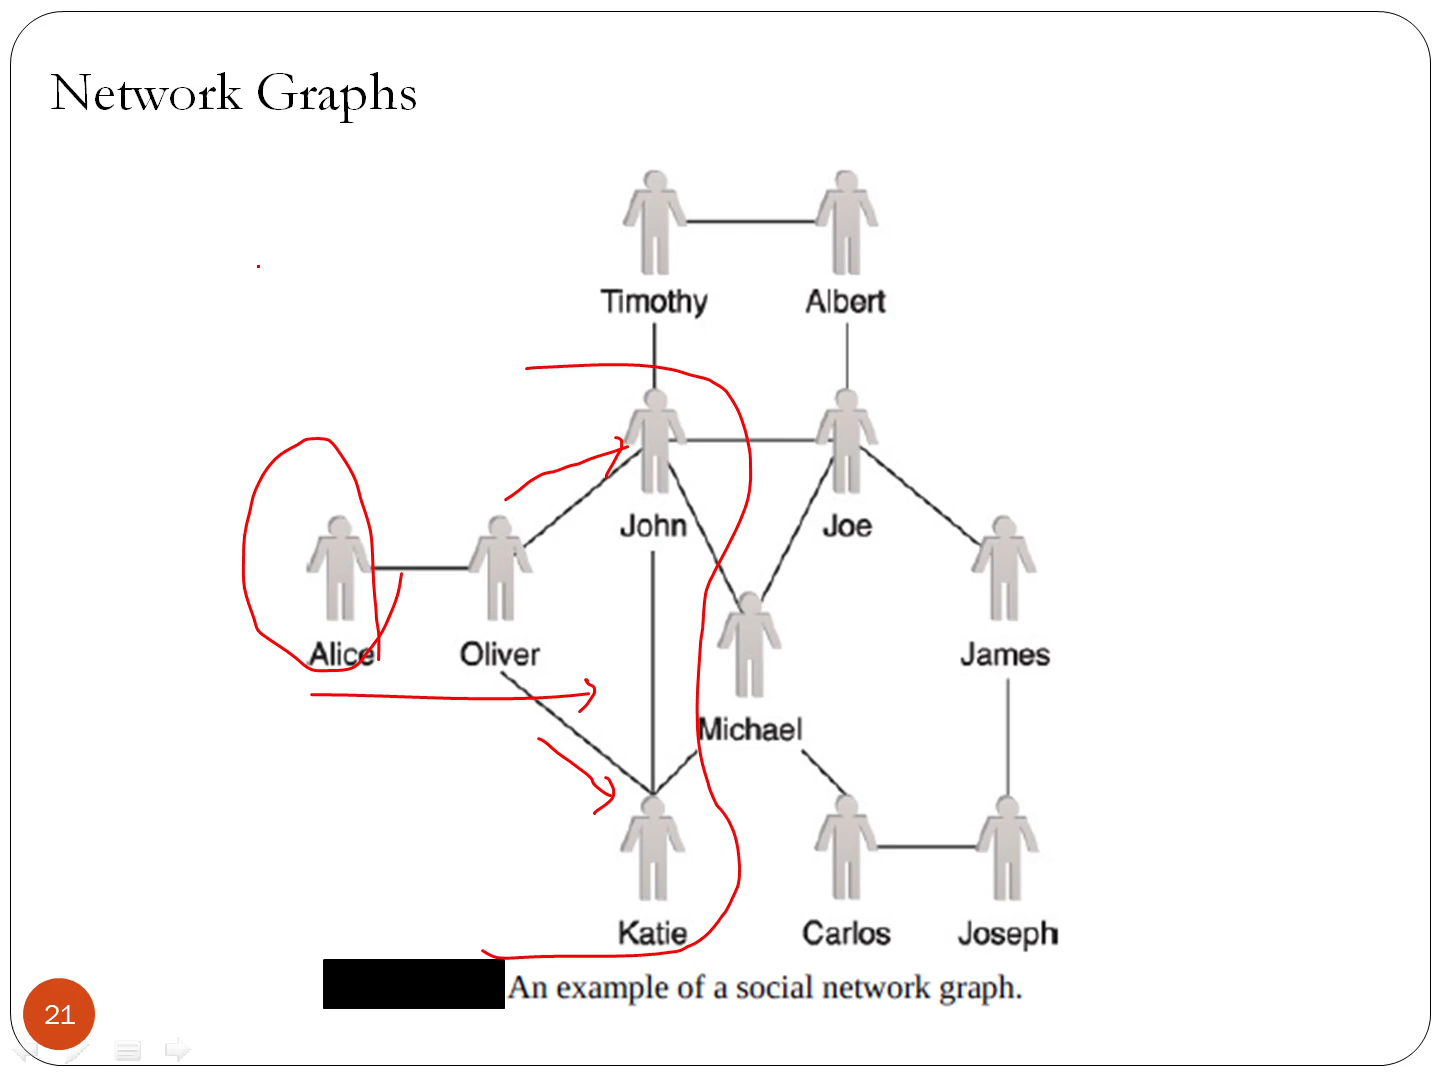 Network Graphs
Timothy Albert
John Joe
Alice Oliver James
Michael
Katie Carlos Joseph
An example of a social network graph.
21